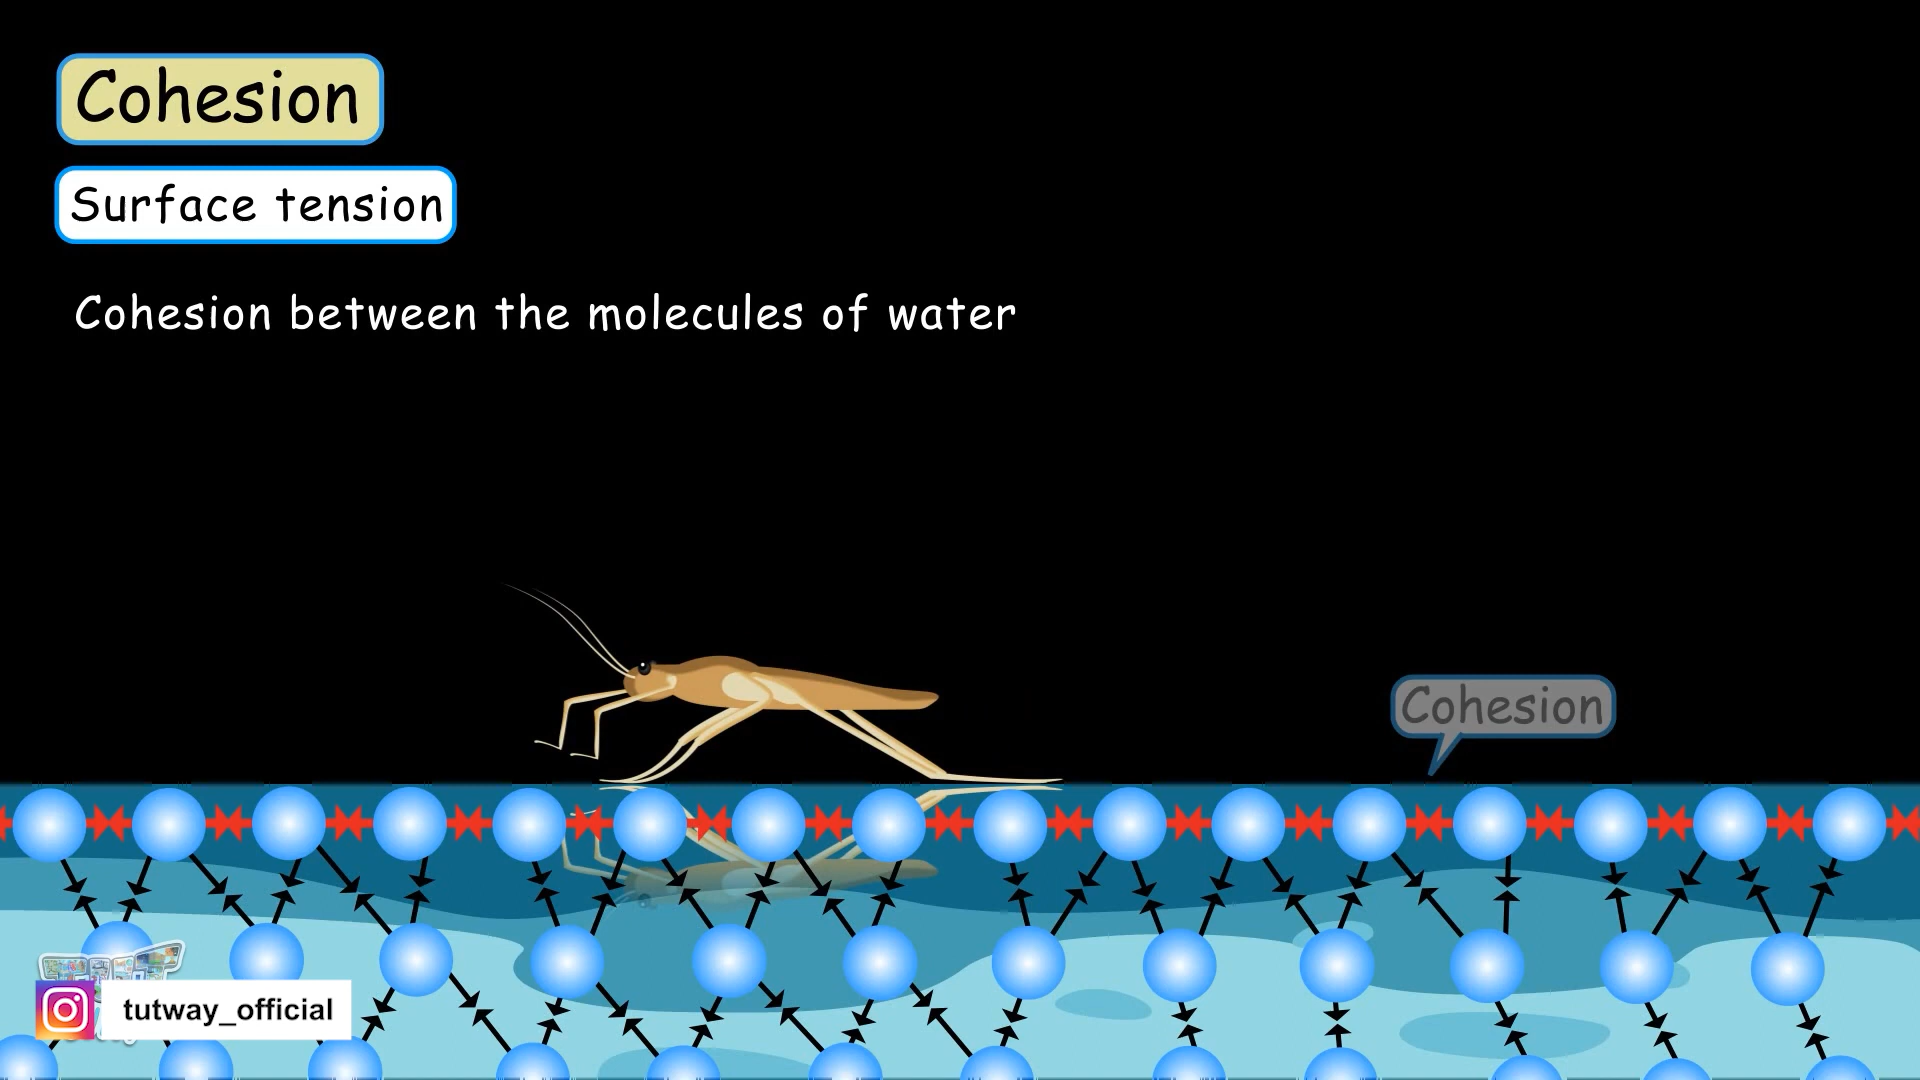 Cohesion
Surface tension
Cohesion between the molecules of water
Cohesion
tutway_official